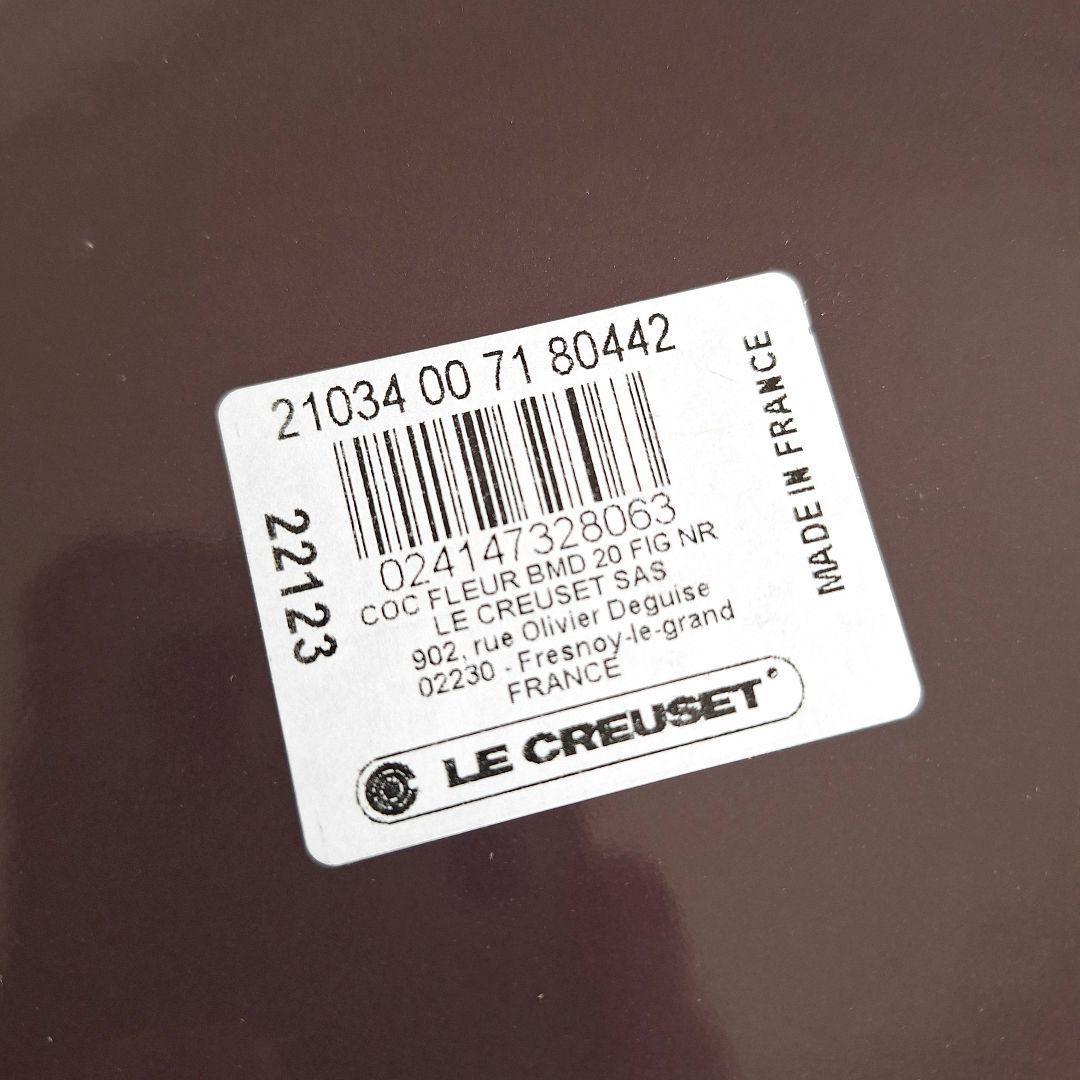 21034 00 71 80442
024147328063
COC FLEUR BMD 20 FIG NR
LE CREUSET SAS
902, rue Olivier Deguise
02230 - Fresnoy-le-grand
FRANCE
LE CREUSET
22123
MADE IN FRANCE